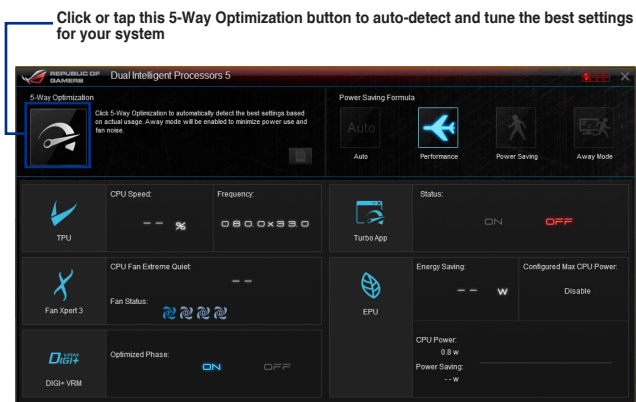 Click or tap this 5-Way Optimization button to auto-detect and tune the best settings
for your system
REPUBLIC OF
GAMERS
Dual Intelligent Processors 5
5-Way Optimization
Click 5-Way Optimization to automatically detect the best settings based
on actual usage. Away mode will be enabled to minimize power use and
fan noise.
Power Saving Formula
Auto
Auto
Performance
Power Saving
Away Mode
TPU
CPU Speed:
-- %
Frequency:
080.0x33.0
Turbo App
Status:
ON OFF
Fan Xpert 3
CPU Fan Extreme Quiet:
--
Fan Status:
EPU
Energy Saving:
-- W
Configured Max CPU Power:
Disable
CPU Power:
0.8 w
Power Saving:
-- w
DIGI+ VRM
DIGI+ VRM
Optimized Phase:
ON OFF